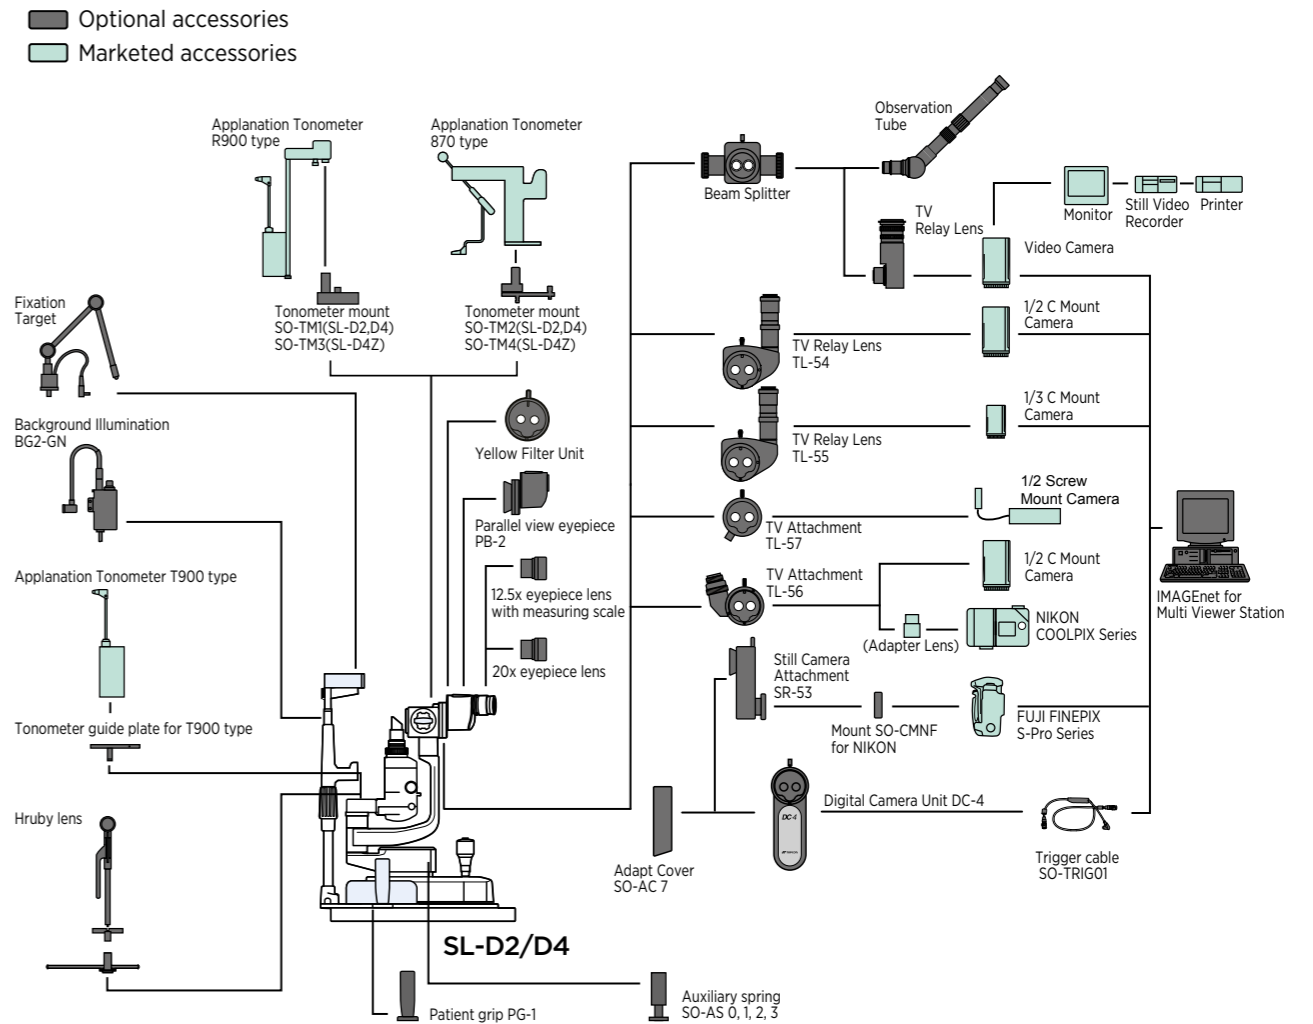 Optional accessories
Marketed accessories
Applanation Tonometer
R900 type
Applanation Tonometer
870 type
Tonometer mount
SO-TM1(SL-D2,D4)
SO-TM3(SL-D4Z)
Tonometer mount
SO-TM2(SL-D2,D4)
SO-TM4(SL-D4Z)
Fixation
Target
Background Illumination
BG2-GN
Applanation Tonometer T900 type
Tonometer guide plate for T900 type
Hruby lens
Yellow Filter Unit
Parallel view eyepiece
PB-2
12.5x eyepiece lens
with measuring scale
20x eyepiece lens
SL-D2/D4
Patient grip PG-1
Auxiliary spring
SO-AS 0, 1, 2, 3
Beam Splitter
Observation
Tube
TV
Relay Lens
Monitor
Still Video
Recorder
Printer
Video Camera
TV Relay Lens
TL-54
1/2 C Mount
Camera
TV Relay Lens
TL-55
1/3 C Mount
Camera
TV Attachment
TL-57
1/2 Screw
Mount Camera
TV Attachment
TL-56
1/2 C Mount
Camera
(Adapter Lens)
NIKON
COOLPIX Series
Still Camera
Attachment
SR-53
Mount SO-CMNF
for NIKON
FUJI FINEPIX
S-Pro Series
Adapt Cover
SO-AC 7
DC-4
Digital Camera Unit DC-4
Trigger cable
SO-TRIG01
IMAGEnet for
Multi Viewer Station